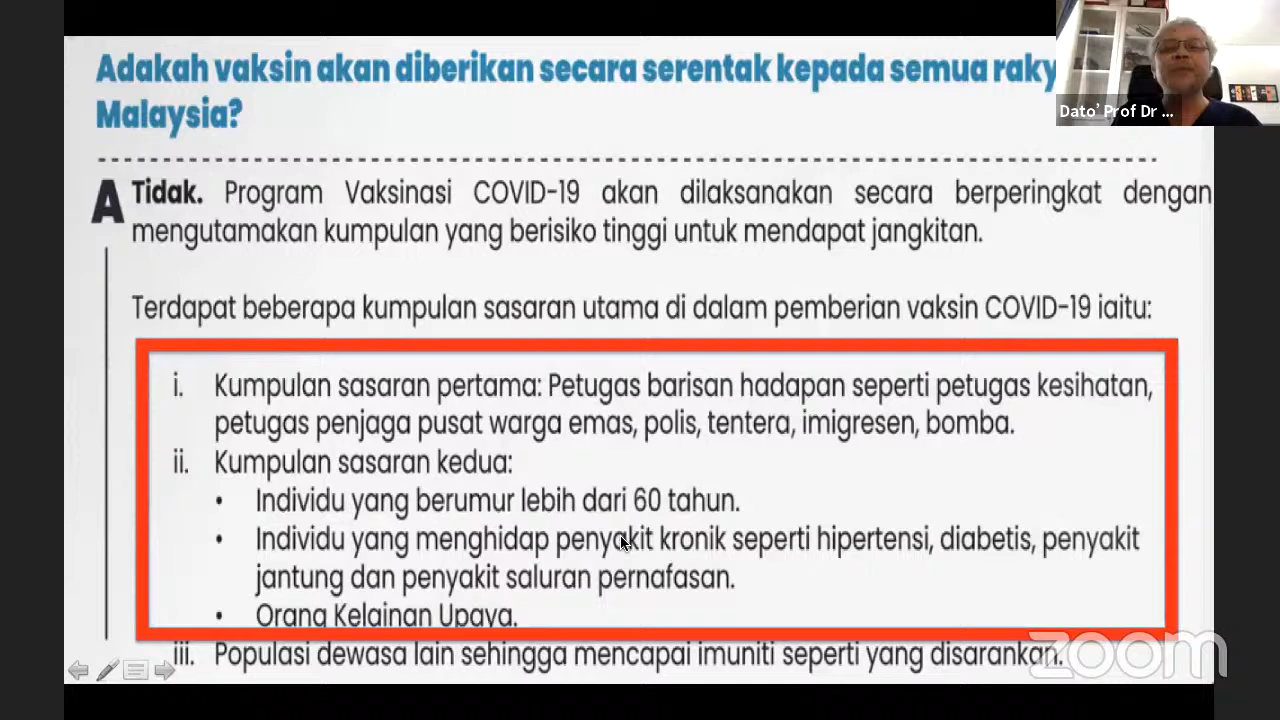 Adakah vaksin akan diberikan secara serentak kepada semua raky
Malaysia?
Dato’ Prof Dr ...
A Tidak. Program Vaksinasi COVID-19 akan dilaksanakan secara berperingkat dengan
mengutamakan kumpulan yang berisiko tinggi untuk mendapat jangkitan.
Terdapat beberapa kumpulan sasaran utama di dalam pemberian vaksin COVID-19 iaitu:
i. Kumpulan sasaran pertama: Petugas barisan hadapan seperti petugas kesihatan,
petugas penjaga pusat warga emas, polis, tentera, imigresen, bomba.
ii. Kumpulan sasaran kedua:
• Individu yang berumur lebih dari 60 tahun.
• Individu yang menghidap penyakit kronik seperti hipertensi, diabetis, penyakit
jantung dan penyakit saluran pernafasan.
• Orang Kelainan Upaya.
iii. Populasi dewasa lain sehingga mencapai imuniti seperti yang disarankan.
zoom